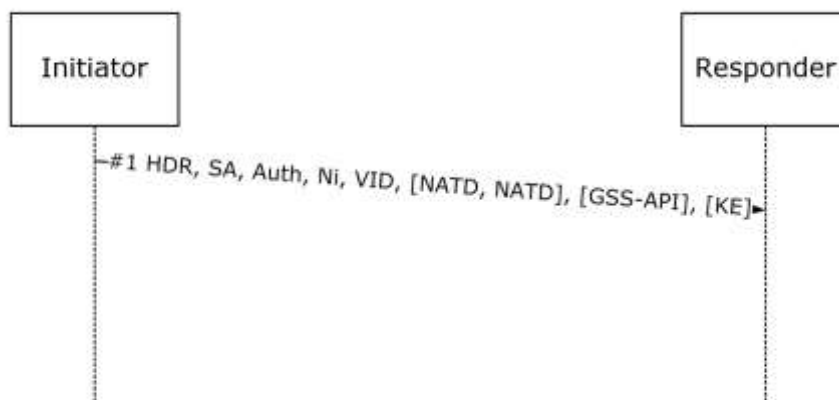 Initiator
Responder
#1 HDR, SA, Auth, Ni, VID, [NATD, NATD], [GSS-API], [KE]